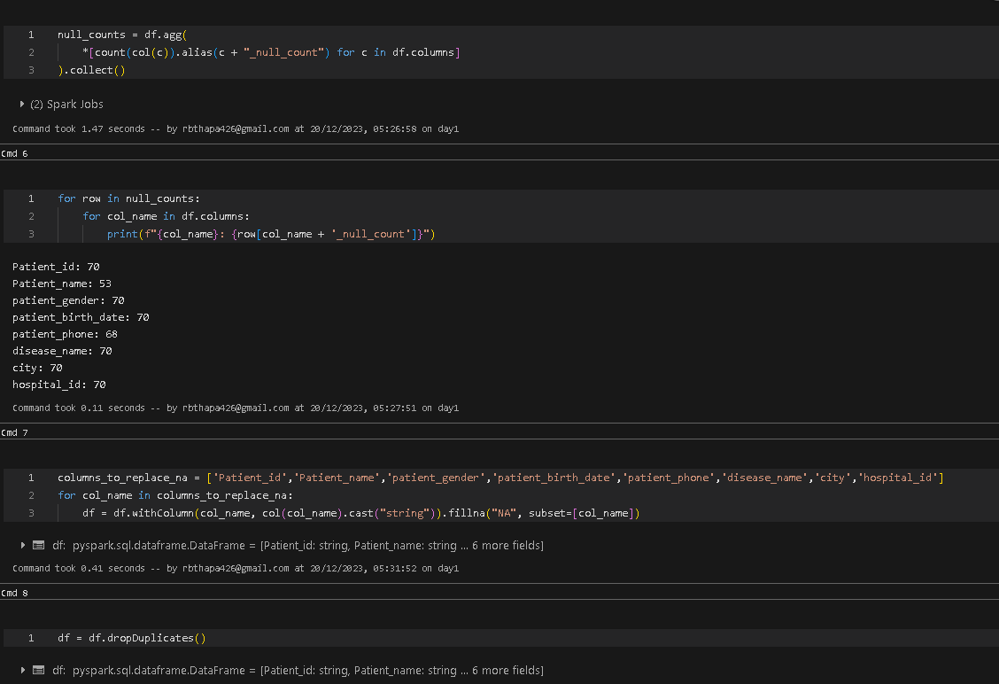 1 null_counts = df.agg(
2 *[count(col(c)).alias(c + "_null_count") for c in df.columns]
3 ).collect()
(2) Spark Jobs
Command took 1.47 seconds -- by rbthapa426@gmail.com at 20/12/2023, 05:26:58 on day1
Cmd 6
1 for row in null_counts:
2 for col_name in df.columns:
3 print(f"{col_name}: {row[col_name + '_null_count']}")
Patient_id: 70
Patient_name: 53
patient_gender: 70
patient_birth_date: 70
patient_phone: 68
disease_name: 70
city: 70
hospital_id: 70
Command took 0.11 seconds -- by rbthapa426@gmail.com at 20/12/2023, 05:27:51 on day1
Cmd 7
1 columns_to_replace_na = ['Patient_id','Patient_name','patient_gender','patient_birth_date','patient_phone','disease_name','city','hospital_id']
2 for col_name in columns_to_replace_na:
3 df = df.withColumn(col_name, col(col_name).cast("string")).fillna("NA", subset=[col_name])
df: pyspark.sql.dataframe.DataFrame = [Patient_id: string, Patient_name: string ... 6 more fields]
Command took 0.41 seconds -- by rbthapa426@gmail.com at 20/12/2023, 05:31:52 on day1
Cmd 8
1 df = df.dropDuplicates()
df: pyspark.sql.dataframe.DataFrame = [Patient_id: string, Patient_name: string ... 6 more fields]